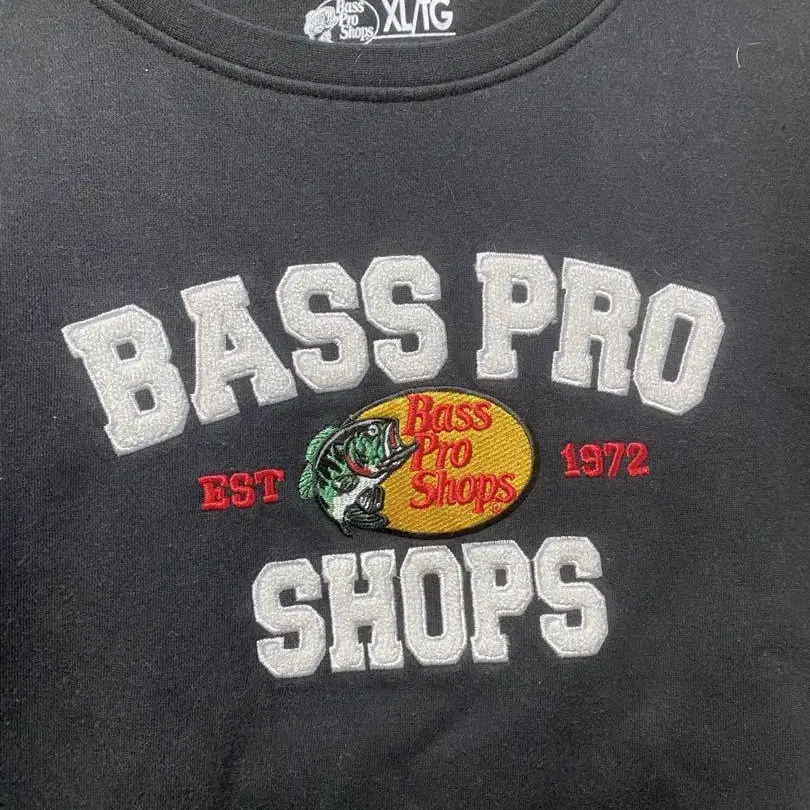 Bass
Pro
Shops
XL/TG
BASS PRO
EST
Bass
Pro
Shops
1972
SHOPS